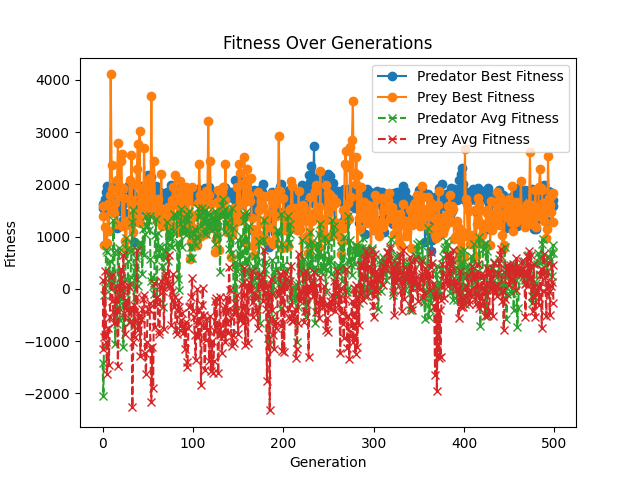 Fitness Over Generations
Predator Best Fitness
Prey Best Fitness
Predator Avg Fitness
Prey Avg Fitness
Fitness
4000
3000
2000
1000
0
−1000
−2000
0 100 200 300 400 500
Generation